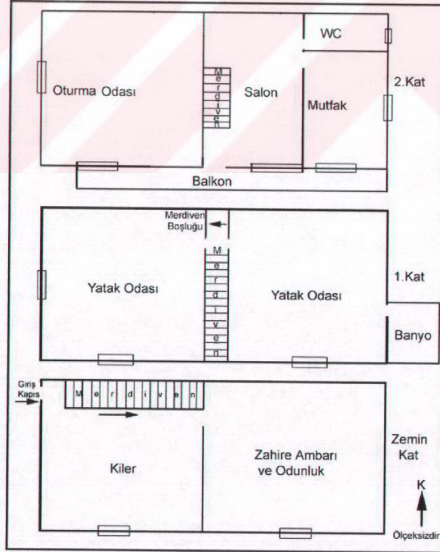 WC
Oturma Odası
Merdiven
Salon
Mutfak
2.Kat
Balkon
Merdiven
Boşluğu
Merdiven
Yatak Odası
Yatak Odası
1.Kat
Banyo
Giriş
Kapıs
Merdiven
Kiler
Zahire Ambarı
ve Odunluk
Zemin
Kat
K
Ölçeksizdir